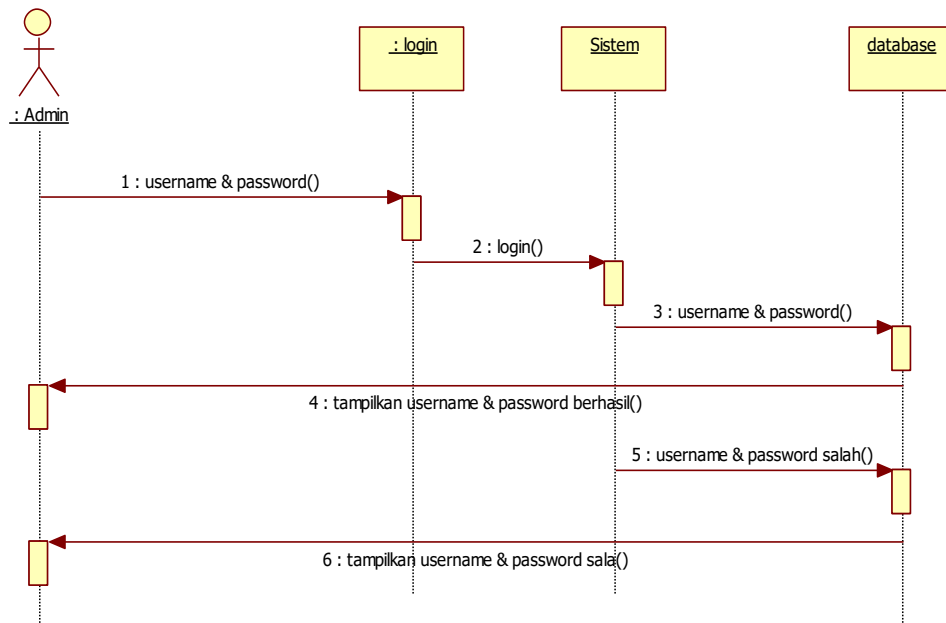 : login
Sistem
database
: Admin
1 : username & password()
2 : login()
3 : username & password()
4 : tampilkan username & password berhasil()
5 : username & password salah()
6 : tampilkan username & password sala()